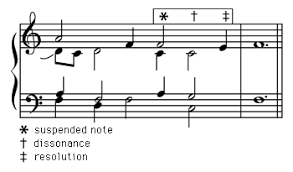 * † ‡
* suspended note
† dissonance
‡ resolution